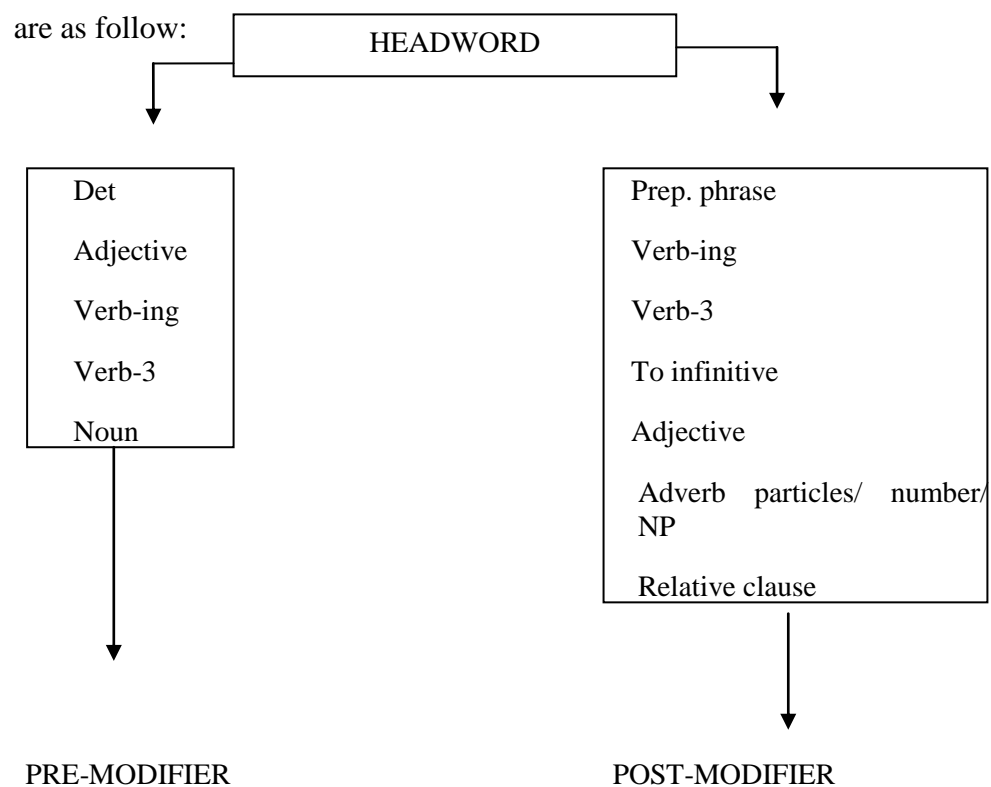 are as follow:
HEADWORD
Det
Adjective
Verb-ing
Verb-3
Noun
Prep. phrase
Verb-ing
Verb-3
To infinitive
Adjective
Adverb particles/ number/
NP
Relative clause
PRE-MODIFIER
POST-MODIFIER